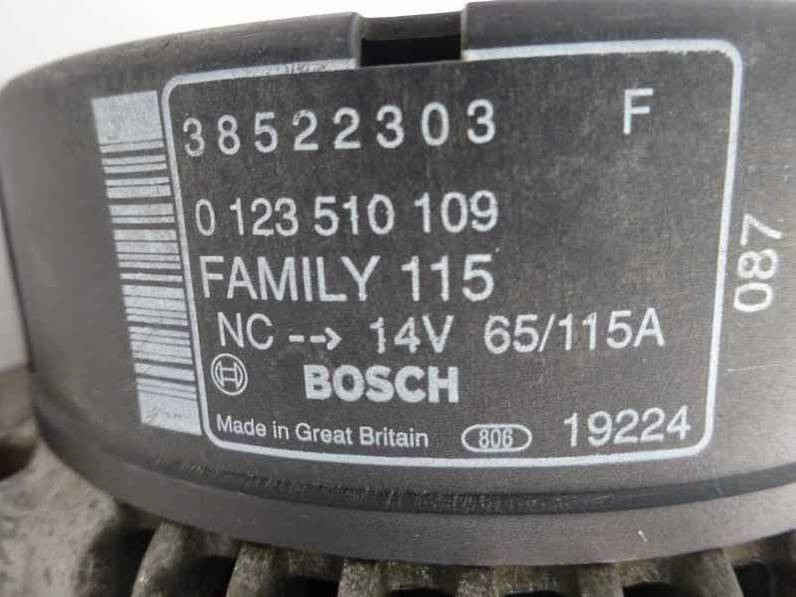 38522303 F
0 123 510 109
FAMILY 115
NC --→ 14V 65/115A
BOSCH
Made in Great Britain 806 19224
087